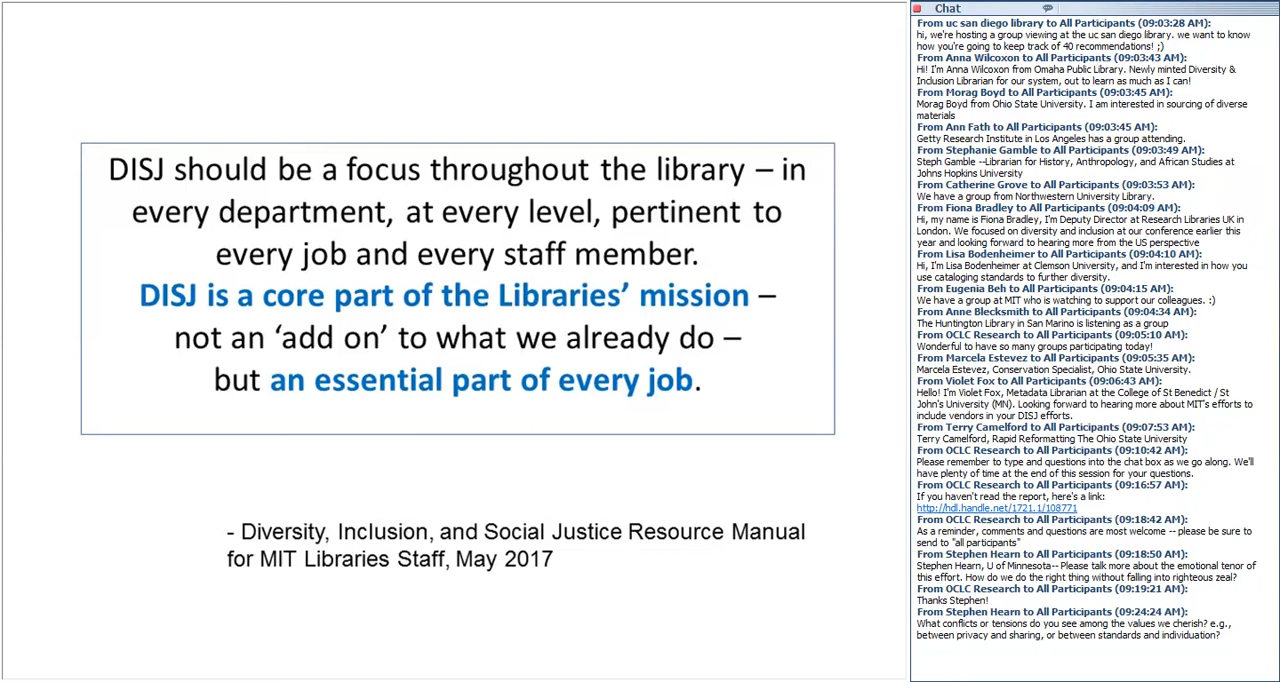 DISJ should be a focus throughout the library – in
every department, at every level, pertinent to
every job and every staff member.
DISJ is a core part of the Libraries’ mission –
not an ‘add on’ to what we already do –
but an essential part of every job.
- Diversity, Inclusion, and Social Justice Resource Manual
for MIT Libraries Staff, May 2017
Chat
From uc san diego library to All Participants (09:03:28 AM):
hi, we're hosting a group viewing at the uc san diego library. we want to know
how you're going to keep track of 40 recommendations! ;)
From Anna Wilcoxon to All Participants (09:03:43 AM):
Hi! I'm Anna Wilcoxon from Omaha Public Library. Newly minted Diversity &
Inclusion Librarian for our system, out to learn as much as I can!
From Morag Boyd to All Participants (09:03:45 AM):
Morag Boyd from Ohio State University. I am interested in sourcing of diverse
materials
From Ann Fath to All Participants (09:03:45 AM):
Getty Research Institute in Los Angeles has a group attending.
From Stephanie Gamble to All Participants (09:03:49 AM):
Steph Gamble --Librarian for History, Anthropology, and African Studies at
Johns Hopkins University
From Catherine Grove to All Participants (09:03:53 AM):
We have a group from Northwestern University Library.
From Fiona Bradley to All Participants (09:04:09 AM):
Hi, my name is Fiona Bradley, I'm Deputy Director at Research Libraries UK in
London. We focused on diversity and inclusion at our conference earlier this
year and looking forward to hearing more from the US perspective
From Lisa Bodenheimer to All Participants (09:04:10 AM):
Hi, I'm Lisa Bodenheimer at Clemson University, and I'm interested in how you
use cataloging standards to further diversity.
From Eugenia Beh to All Participants (09:04:15 AM):
We have a group at MIT who is watching to support our colleagues. :)
From Anne Blecksmith to All Participants (09:04:34 AM):
The Huntington Library in San Marino is listening as a group
From OCLC Research to All Participants (09:05:10 AM):
Wonderful to have so many groups participating today!
From Marcela Estevez to All Participants (09:05:35 AM):
Marcela Estevez, Conservation Specialist, Ohio State University.
From Violet Fox to All Participants (09:06:43 AM):
Hello! I'm Violet Fox, Metadata Librarian at the College of St Benedict / St
John's University (MN). Looking forward to hearing more about MIT's efforts to
include vendors in your DISJ efforts.
From Terry Camelford to All Participants (09:07:53 AM):
Terry Camelford, Rapid Reformatting The Ohio State University
From OCLC Research to All Participants (09:10:42 AM):
Please remember to type and questions into the chat box as we go along. We'll
have plenty of time at the end of this session for your questions.
From OCLC Research to All Participants (09:16:57 AM):
If you haven't read the report, here's a link:
http://hdl.handle.net/1721.1/108771
From OCLC Research to All Participants (09:18:42 AM):
As a reminder, comments and questions are most welcome -- please be sure to
send to "all participants"
From Stephen Hearn to All Participants (09:18:50 AM):
Stephen Hearn, U of Minnesota-- Please talk more about the emotional tenor of
this effort. How do we do the right thing without falling into righteous zeal?
From OCLC Research to All Participants (09:19:21 AM):
Thanks Stephen!
From Stephen Hearn to All Participants (09:24:24 AM):
What conflicts or tensions do you see among the values we cherish? e.g.,
between privacy and sharing, or between standards and individuation?